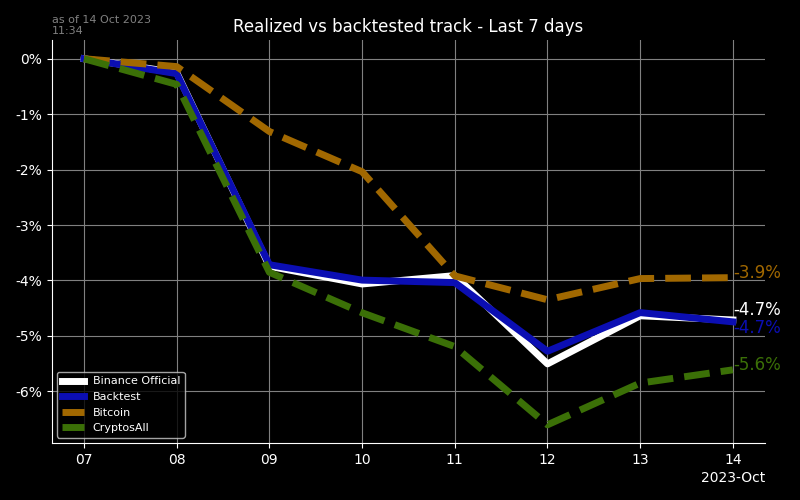 as of 14 Oct 2023
11:34
Realized vs backtested track - Last 7 days
0%
-1%
-2%
-3%
-4%
-5%
-6%
-3.9%
-4.7%
-4.7%
-5.6%
Binance Official
Backtest
Bitcoin
CryptosAll
07 08 09 10 11 12 13 14
2023-Oct